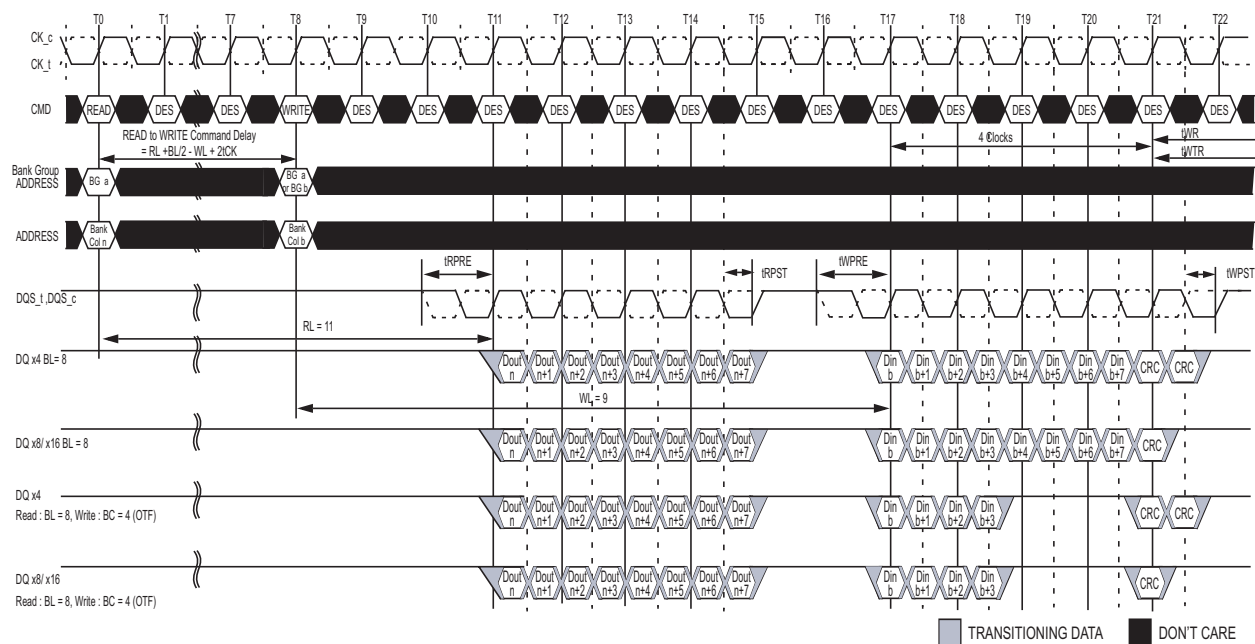 T0 T1 T7 T8 T9 T10 T11 T12 T13 T14 T15 T16 T17 T18 T19 T20 T21 T22
CK_c
CK_t
CMD READ DES DES WRITE DES DES DES DES DES DES DES DES DES DES DES DES DES DES
READ to WRITE Command Delay
= RL +BL/2 - WL + 2tCK
4 Clocks
tWR
tWTR
Bank Group
ADDRESS
BG a
BG a
or BG b
ADDRESS
Bank
Col n
Bank
Col b
tRPRE tRPST tWPRE tWPST
DQS_t ,DQS_c
RL = 11
DQ x4 BL= 8
Dout n Dout n+1 Dout n+2 Dout n+3 Dout n+4 Dout n+5 Dout n+6 Dout n+7 Din b Din b+1 Din b+2 Din b+3 Din b+4 Din b+5 Din b+6 Din b+7 CRC CRC
WL = 9
DQ x8/ x16 BL = 8
Dout n Dout n+1 Dout n+2 Dout n+3 Dout n+4 Dout n+5 Dout n+6 Dout n+7 Din b Din b+1 Din b+2 Din b+3 Din b+4 Din b+5 Din b+6 Din b+7 CRC
DQ x4
Read : BL = 8, Write : BC = 4 (OTF)
Dout n Dout n+1 Dout n+2 Dout n+3 Dout n+4 Dout n+5 Dout n+6 Dout n+7 Din b Din b+1 Din b+2 Din b+3 CRC CRC
DQ x8/ x16
Read : BL = 8, Write : BC = 4 (OTF)
Dout n Dout n+1 Dout n+2 Dout n+3 Dout n+4 Dout n+5 Dout n+6 Dout n+7 Din b Din b+1 Din b+2 Din b+3 CRC
TRANSITIONING DATA DON'T CARE